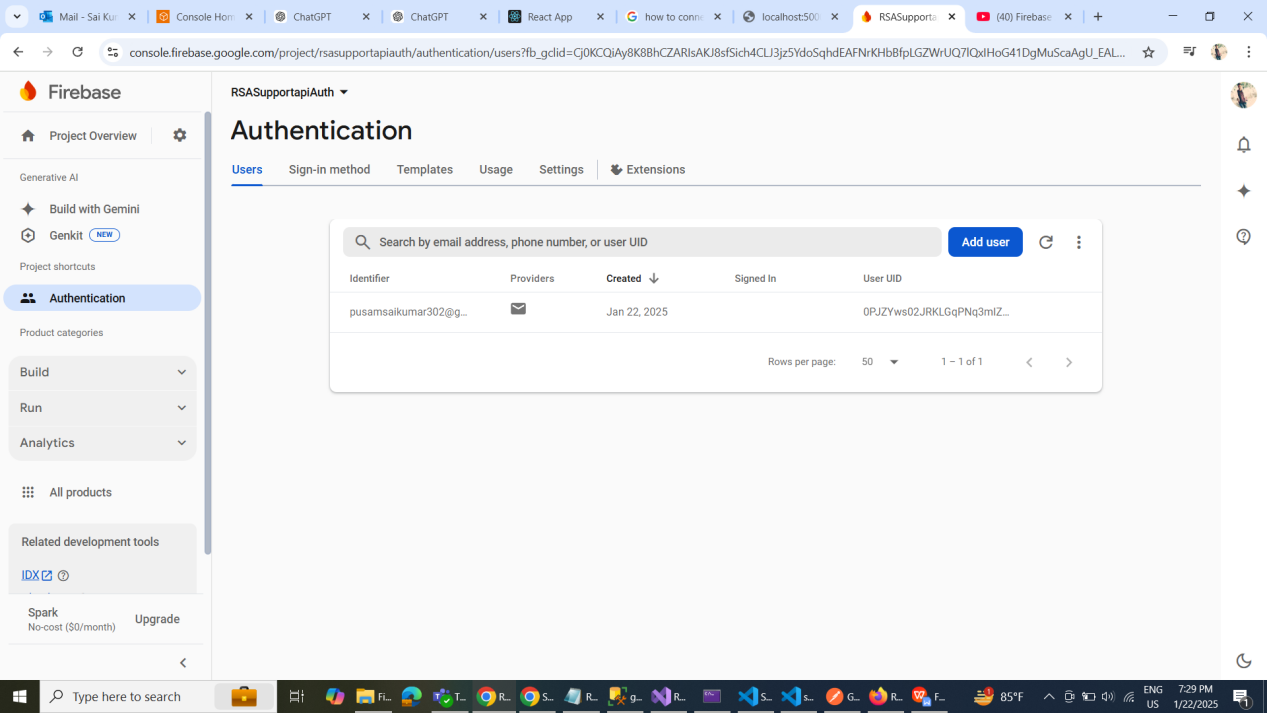 Mail - Sai Kur
Console Hom
ChatGPT
ChatGPT
React App
how to conne
localhost:500
RSASupporta
(40) Firebase
console.firebase.google.com/project/rsasupportapiauth/authentication/users?fb_gclid=Cj0KCQiAy8K8BhCZARIsAKJ8sfSich4CLJ3jz5YdoSqhdEAFNrKHbBfpLGZWrUQ7lQxIHoG41DgMuScaAgU_EAL...
Firebase
Project Overview
Generative AI
Build with Gemini
Genkit NEW
Project shortcuts
Authentication
Product categories
Build
Run
Analytics
All products
Related development tools
IDX
Spark
No-cost ($0/month)
Upgrade
RSASupportapiAuth
Authentication
Users Sign-in method Templates Usage Settings Extensions
Search by email address, phone number, or user UID
Add user
Identifier Providers Created Signed In User UID
pusamsaikumar302@g... Jan 22, 2025 0PJZYws02JRKLGqPNq3mlZ...
Rows per page: 50 1 – 1 of 1
Type here to search
Fi...
T...
R...
S...
R...
g...
R...
S...
s...
G...
R...
F...
1
85°F
ENG
US
7:29 PM
1/22/2025
1